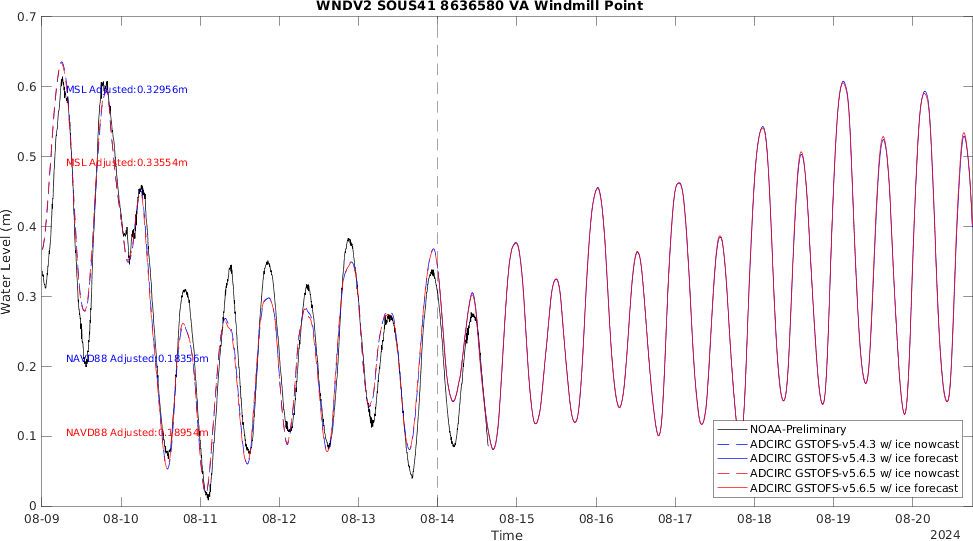 WNDV2 SOUS41 8636580 VA Windmill Point
Water Level (m)
0.7
0.6
0.5
0.4
0.3
0.2
0.1
0
MSL Adjusted:0.32956m
MSL Adjusted:0.33554m
NAVD88 Adjusted:0.18356m
NAVD88 Adjusted:0.18954m
NOAA-Preliminary
ADCIRC GSTOFS-v5.4.3 w/ ice nowcast
ADCIRC GSTOFS-v5.4.3 w/ ice forecast
ADCIRC GSTOFS-v5.6.5 w/ ice nowcast
ADCIRC GSTOFS-v5.6.5 w/ ice forecast
08-09 08-10 08-11 08-12 08-13 08-14 08-15 08-16 08-17 08-18 08-19 08-20
Time
2024